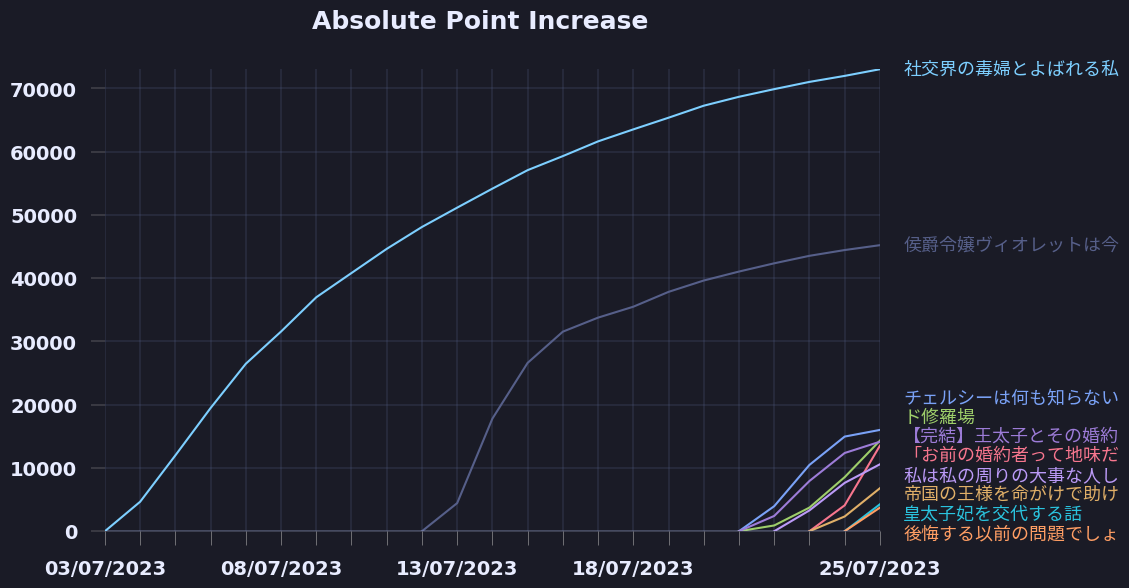 Absolute Point Increase
70000
60000
50000
40000
30000
20000
10000
0
03/07/2023
08/07/2023
13/07/2023
18/07/2023
25/07/2023
社交界の毒婦とよばれる私
侯爵令嬢ヴィオレットは今
チェルシーは何も知らない
ド修羅場
【完結】王太子とその婚約
「お前の婚約者って地味だ
私は私の周りの大事な人し
帝国の王様を命がけで助け
皇太子妃を交代する話
後悔する以前の問題でしょ